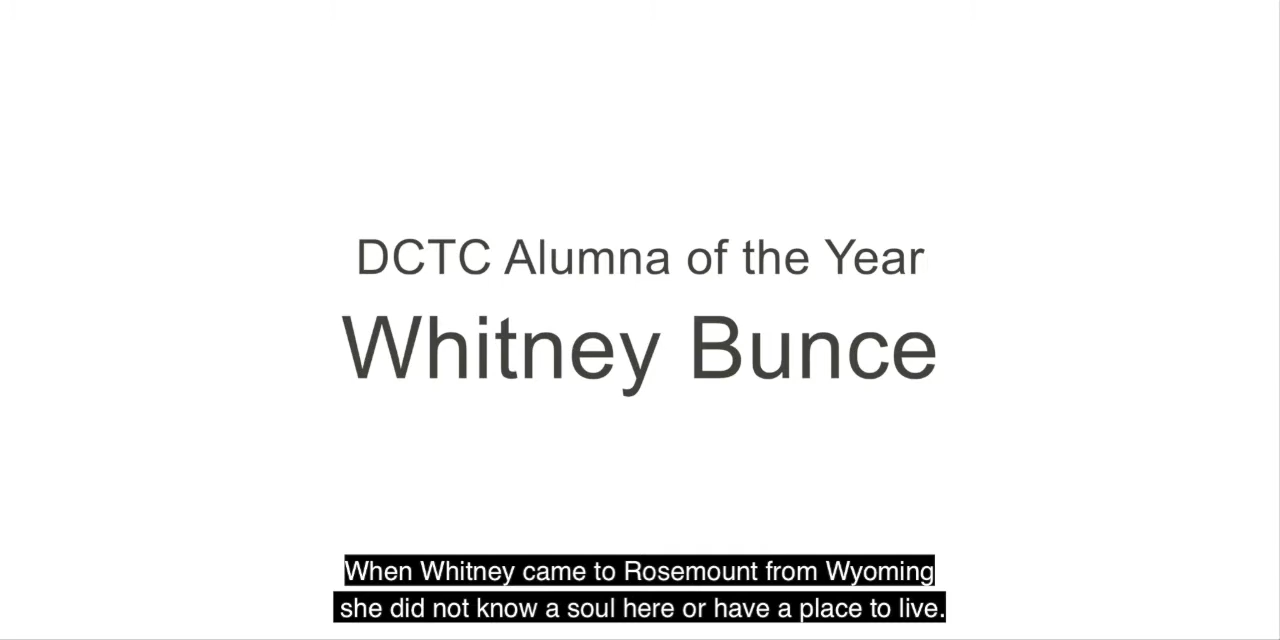 DCTC Alumna of the Year
Whitney Bunce
When Whitney came to Rosemount from Wyoming
she did not know a soul here or have a place to live.